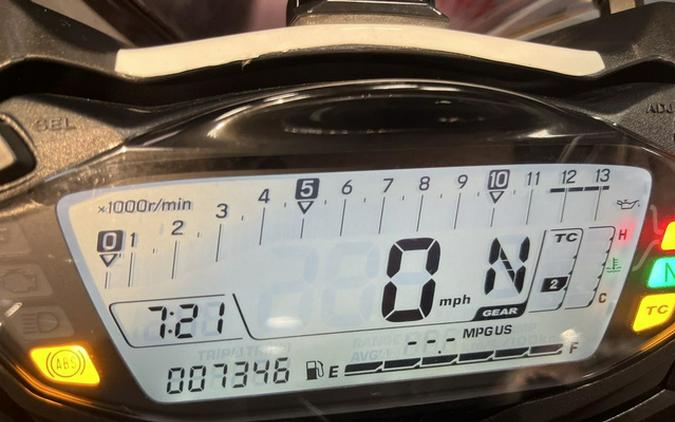 SEL
ADJ
×1000r/min
0 1 2 3 4 5 6 7 8 9 10 11 12 13
TC
H
2
C
0 mph
N
GEAR
7:21
N
TC
ABS
--.- MPGUS
007346
E
F